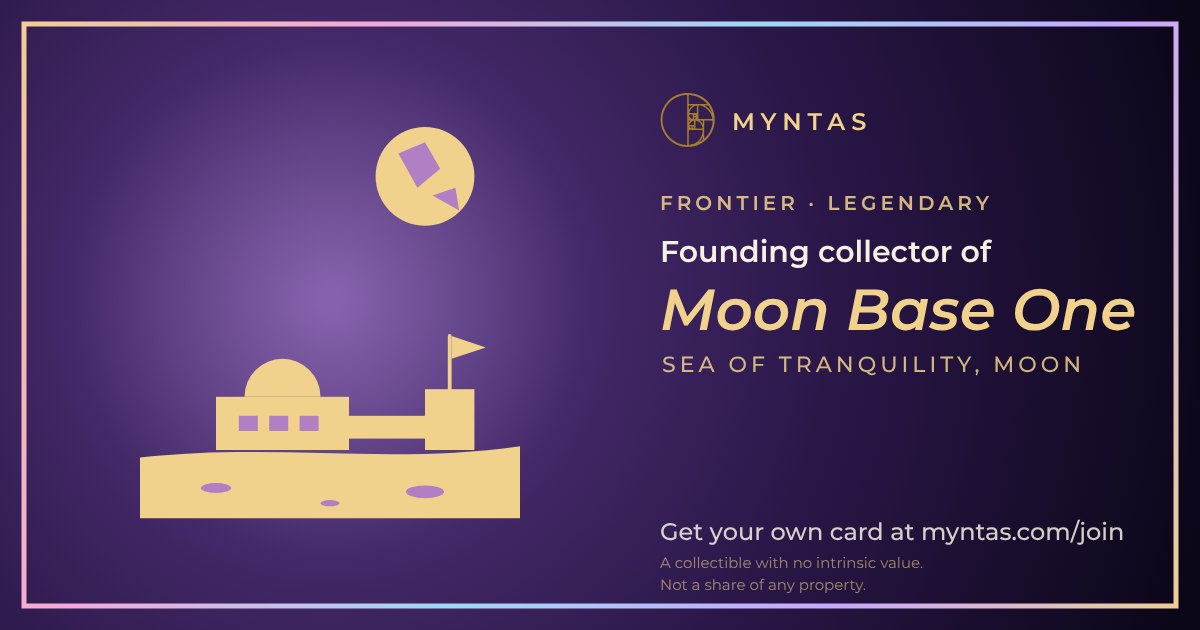 MYNTAS
FRONTIER · LEGENDARY
Founding collector of
Moon Base One
SEA OF TRANQUILITY, MOON
Get your own card at myntas.com/join
A collectible with no intrinsic value.
Not a share of any property.